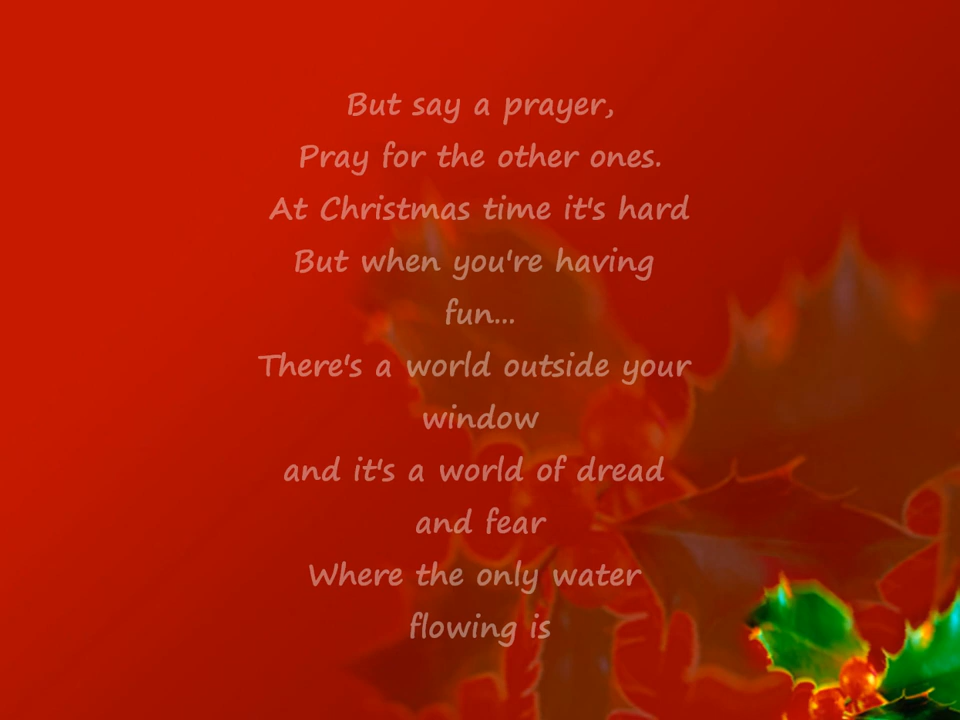 But say a prayer,
Pray for the other ones.
At Christmas time it's hard
But when you're having
fun...
There's a world outside your
window
and it's a world of dread
and fear
Where the only water
flowing is